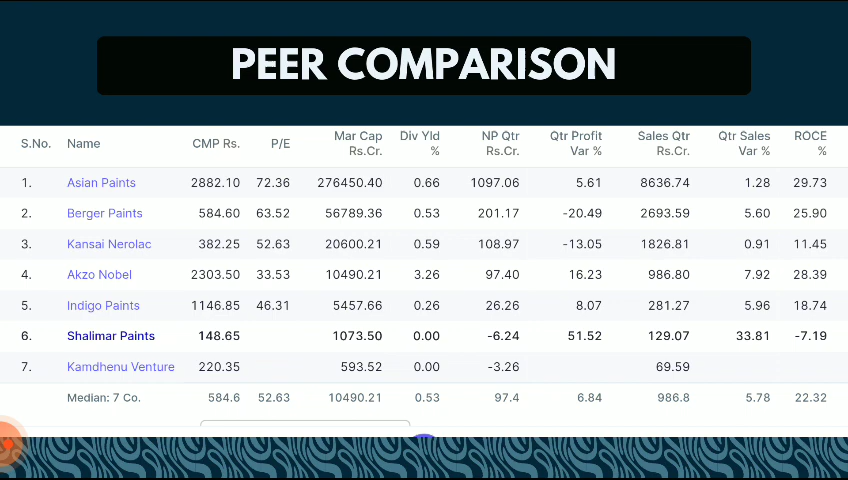 PEER COMPARISON
S.No. Name CMP Rs. P/E Mar Cap Rs.Cr. Div Yld % NP Qtr Rs.Cr. Qtr Profit Var % Sales Qtr Rs.Cr. Qtr Sales Var % ROCE %
1. Asian Paints 2882.10 72.36 276450.40 0.66 1097.06 5.61 8636.74 1.28 29.73
2. Berger Paints 584.60 63.52 56789.36 0.53 201.17 -20.49 2693.59 5.60 25.90
3. Kansai Nerolac 382.25 52.63 20600.21 0.59 108.97 -13.05 1826.81 0.91 11.45
4. Akzo Nobel 2303.50 33.53 10490.21 3.26 97.40 16.23 986.80 7.92 28.39
5. Indigo Paints 1146.85 46.31 5457.66 0.26 26.26 8.07 281.27 5.96 18.74
6. Shalimar Paints 148.65 1073.50 0.00 -6.24 51.52 129.07 33.81 -7.19
7. Kamdhenu Venture 220.35 593.52 0.00 -3.26 69.59
Median: 7 Co. 584.6 52.63 10490.21 0.53 97.4 6.84 986.8 5.78 22.32